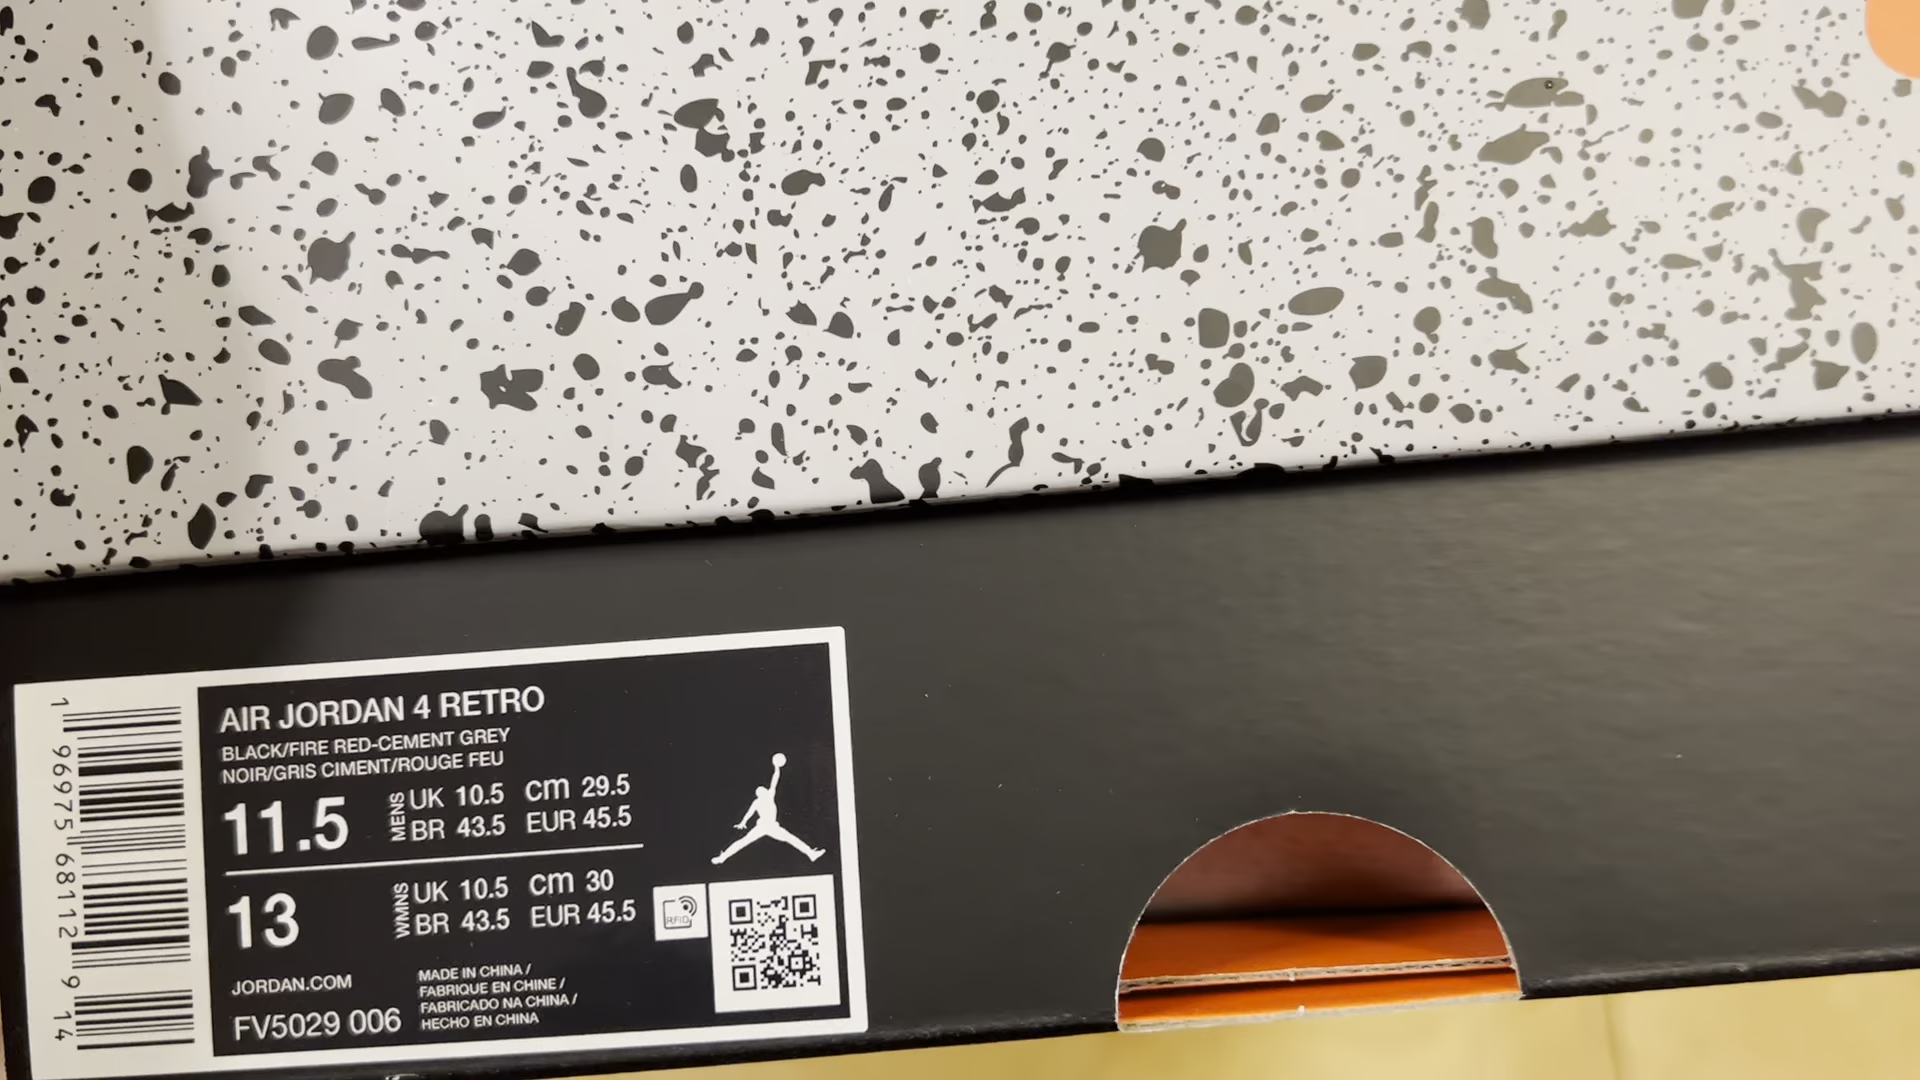 AIR JORDAN 4 RETRO
BLACK/FIRE RED-CEMENT GREY
NOIR/GRIS CIMENT/ROUGE FEU
11.5 MENS UK 10.5 cm 29.5
BR 43.5 EUR 45.5
13 WMNS UK 10.5 cm 30
BR 43.5 EUR 45.5
RFID
JORDAN.COM
FV5029 006
MADE IN CHINA /
FABRIQUE EN CHINE /
FABRICADO NA CHINA /
HECHO EN CHINA
1 96975 68112 9 14